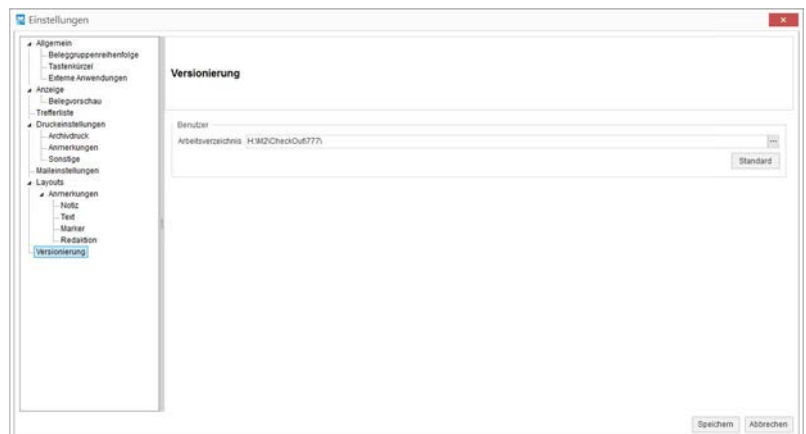 Einstellungen
Allgemein
Beleggruppenreihenfolge
Tastenkürzel
Externe Anwendungen
Anzeige
Belegvorschau
Trefferliste
Druckeinstellungen
Archivdruck
Anmerkungen
Sonstige
Maileinstellungen
Layouts
Anmerkungen
Notiz
Text
Marker
Redaktion
Versionierung
Versionierung
Benutzer
Arbeitsverzeichnis H:\M2\CheckOut\777\ ...
Standard
Speichern Abbrechen